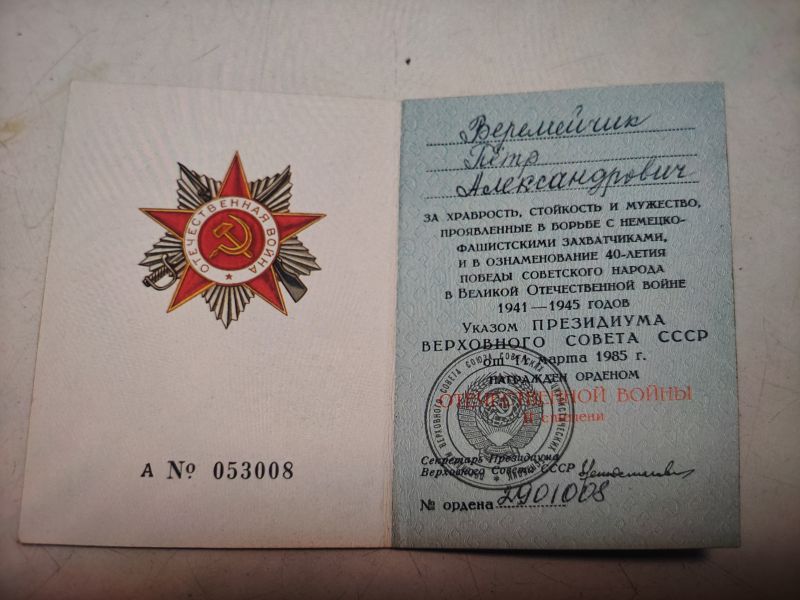 ОТЕЧЕСТВЕННАЯ ВОЙНА
А № 053008
Веремейчик
Пётр
Александрович
ЗА ХРАБРОСТЬ, СТОЙКОСТЬ И МУЖЕСТВО,
ПРОЯВЛЕННЫЕ В БОРЬБЕ С НЕМЕЦКО-
ФАШИСТСКИМИ ЗАХВАТЧИКАМИ,
И В ОЗНАМЕНОВАНИЕ 40-ЛЕТИЯ
ПОБЕДЫ СОВЕТСКОГО НАРОДА
В ВЕЛИКОЙ ОТЕЧЕСТВЕННОЙ ВОЙНЕ
1941—1945 ГОДОВ
УКАЗОМ ПРЕЗИДИУМА
ВЕРХОВНОГО СОВЕТА СССР
от 11 марта 1985 г.
НАГРАЖДЕН ОРДЕНОМ
ОТЕЧЕСТВЕННОЙ ВОЙНЫ
II степени
Секретарь Президиума
Верховного Совета СССР
№ ордена 2901008